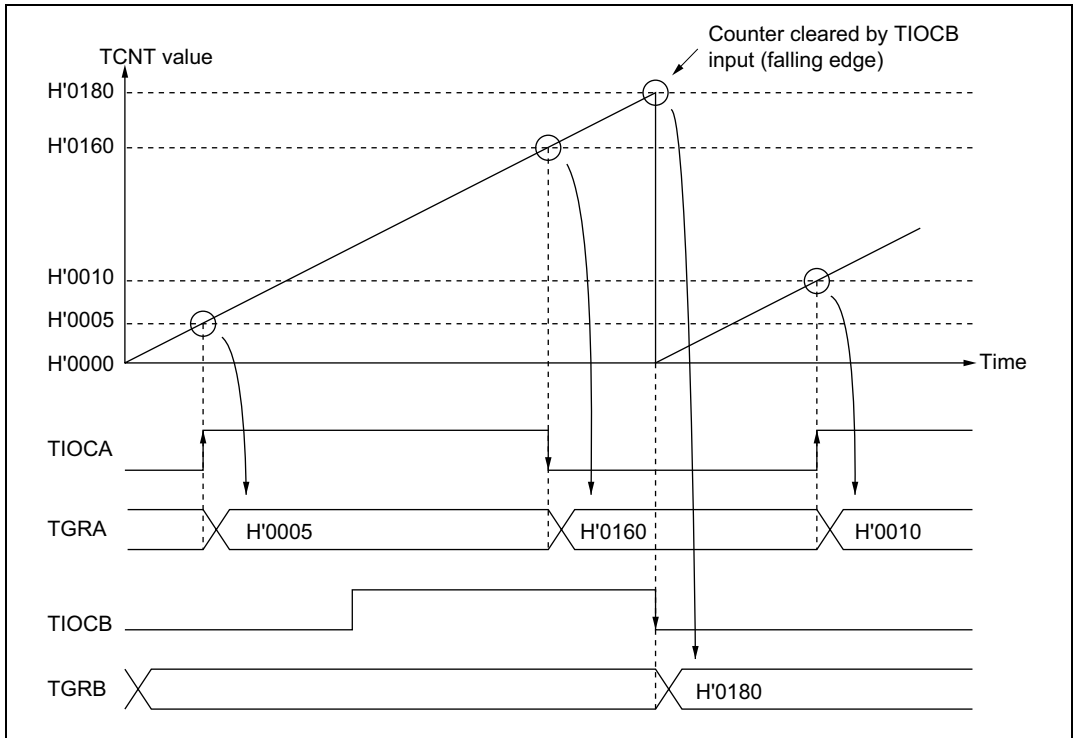 Counter cleared by TIOCB
input (falling edge)
TCNT value
H'0180
H'0160
H'0010
H'0005
H'0000
Time
TIOCA
TGRA
H'0005
H'0160
H'0010
TIOCB
TGRB
H'0180